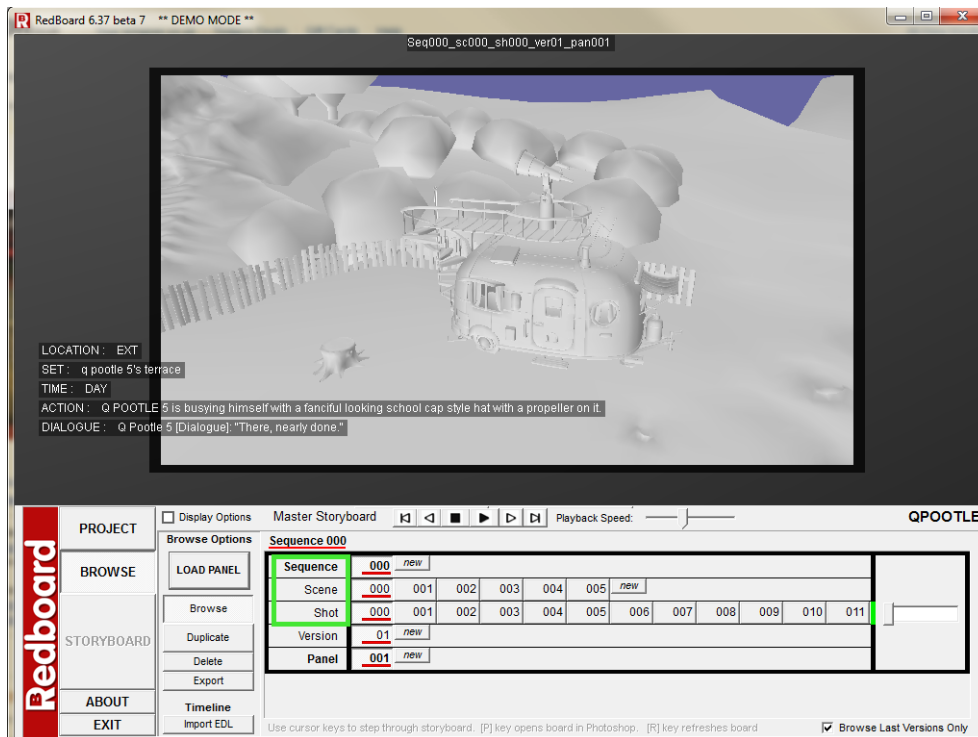 RedBoard 6.37 beta 7 ** DEMO MODE **
Seq000_sc000_sh000_ver01_pan001
LOCATION : EXT
SET : q pootle 5's terrace
TIME : DAY
ACTION : Q POOTLE 5 is busying himself with a fanciful looking school cap style hat with a propeller on it.
DIALOGUE : Q Pootle 5 [Dialogue]: "There, nearly done."
Redboard
PROJECT
BROWSE
STORYBOARD
ABOUT
EXIT
Display Options
Browse Options
LOAD PANEL
Browse
Duplicate
Delete
Export
Timeline
Import EDL
Master Storyboard Playback Speed: QPOOTLE
Sequence 000
Sequence 000 new
Scene 000 001 002 003 004 005 new
Shot 000 001 002 003 004 005 006 007 008 009 010 011
Version 01 new
Panel 001 new
Use cursor keys to step through storyboard. [P] key opens board in Photoshop. [R] key refreshes board
Browse Last Versions Only